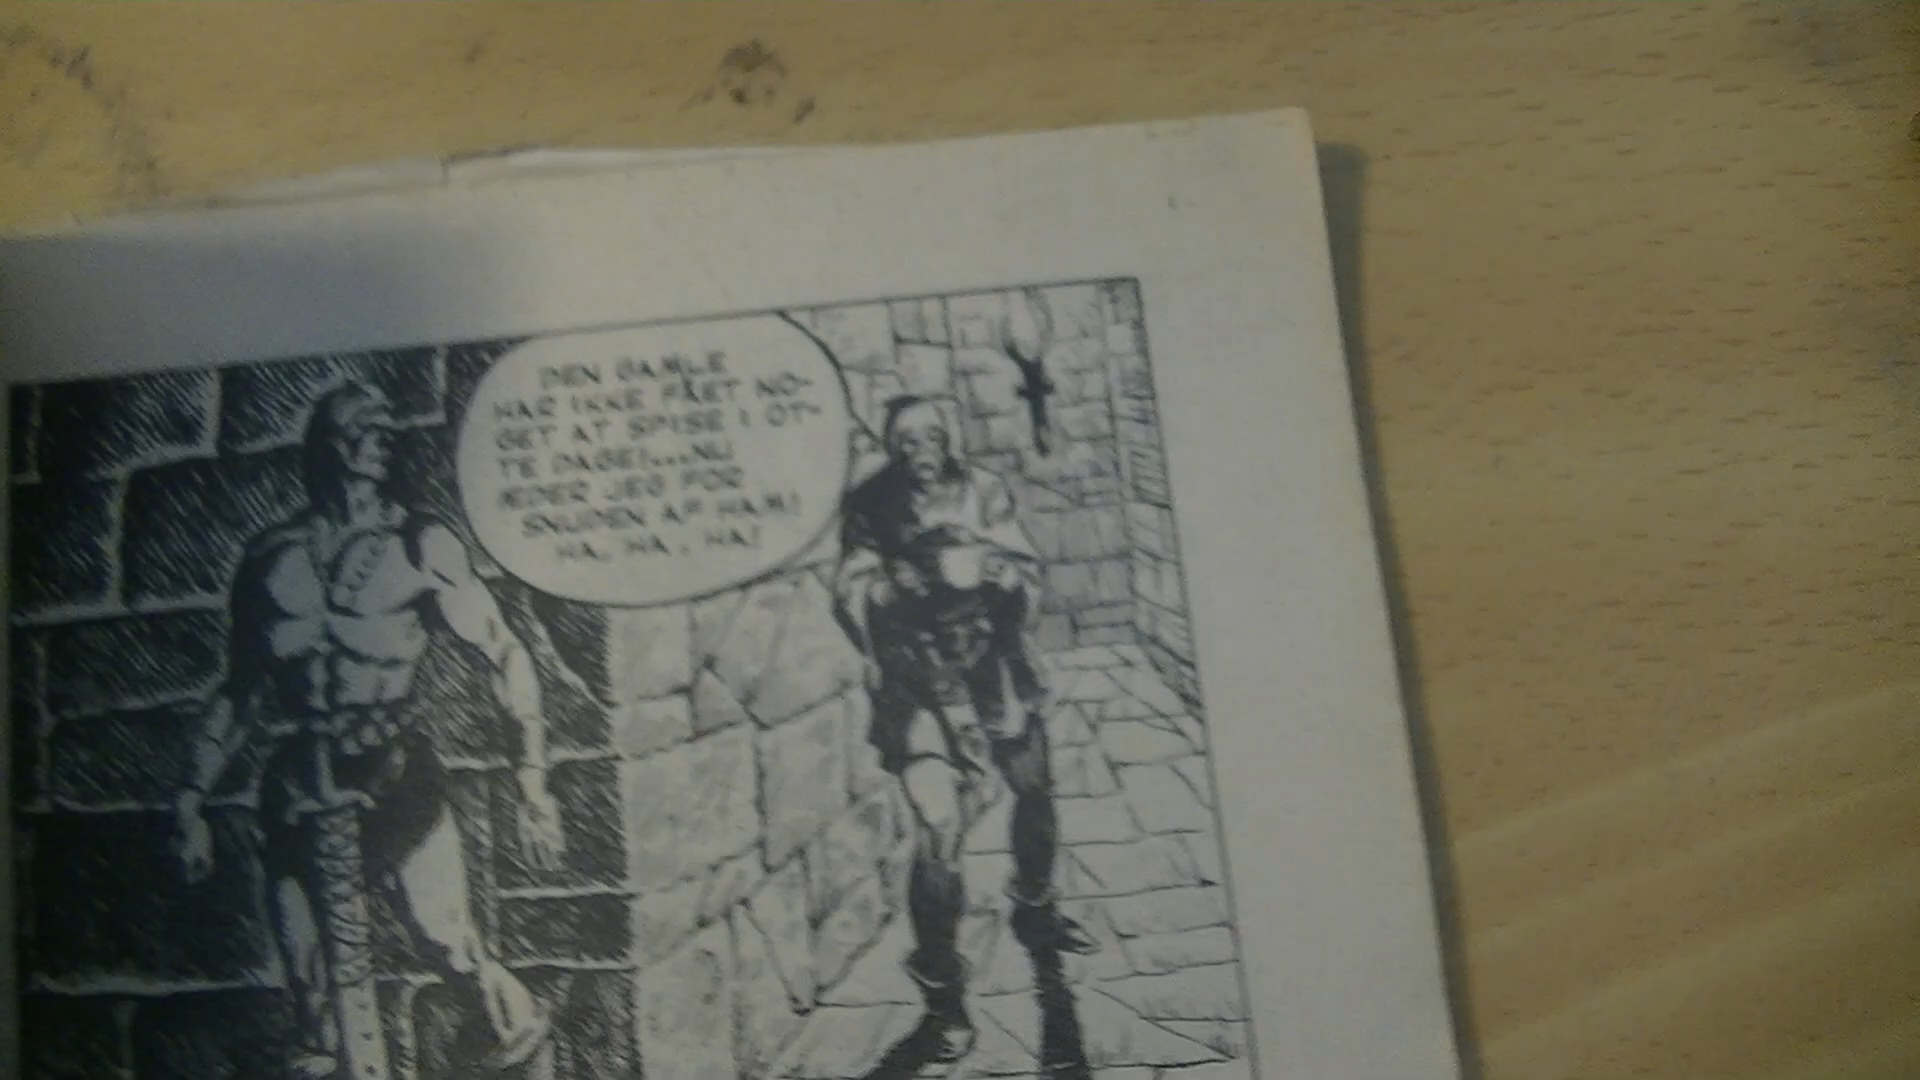 DEN GAMLE
HAR IKKE FÅET NO-
GET AT SPISE I OT-
TE DAGE!...NU
ÆDER JEG FOR
SNUDEN AF HAM!
HA, HA, HA!